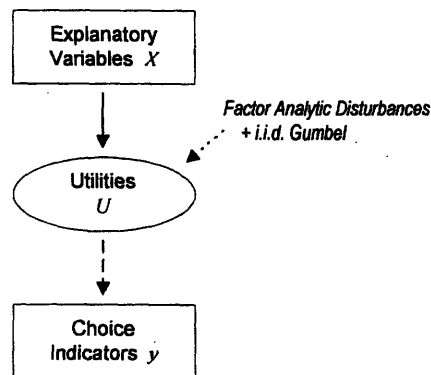 Explanatory
Variables X
Factor Analytic Disturbances
+ i.i.d. Gumbel
Utilities
U
Choice
Indicators y